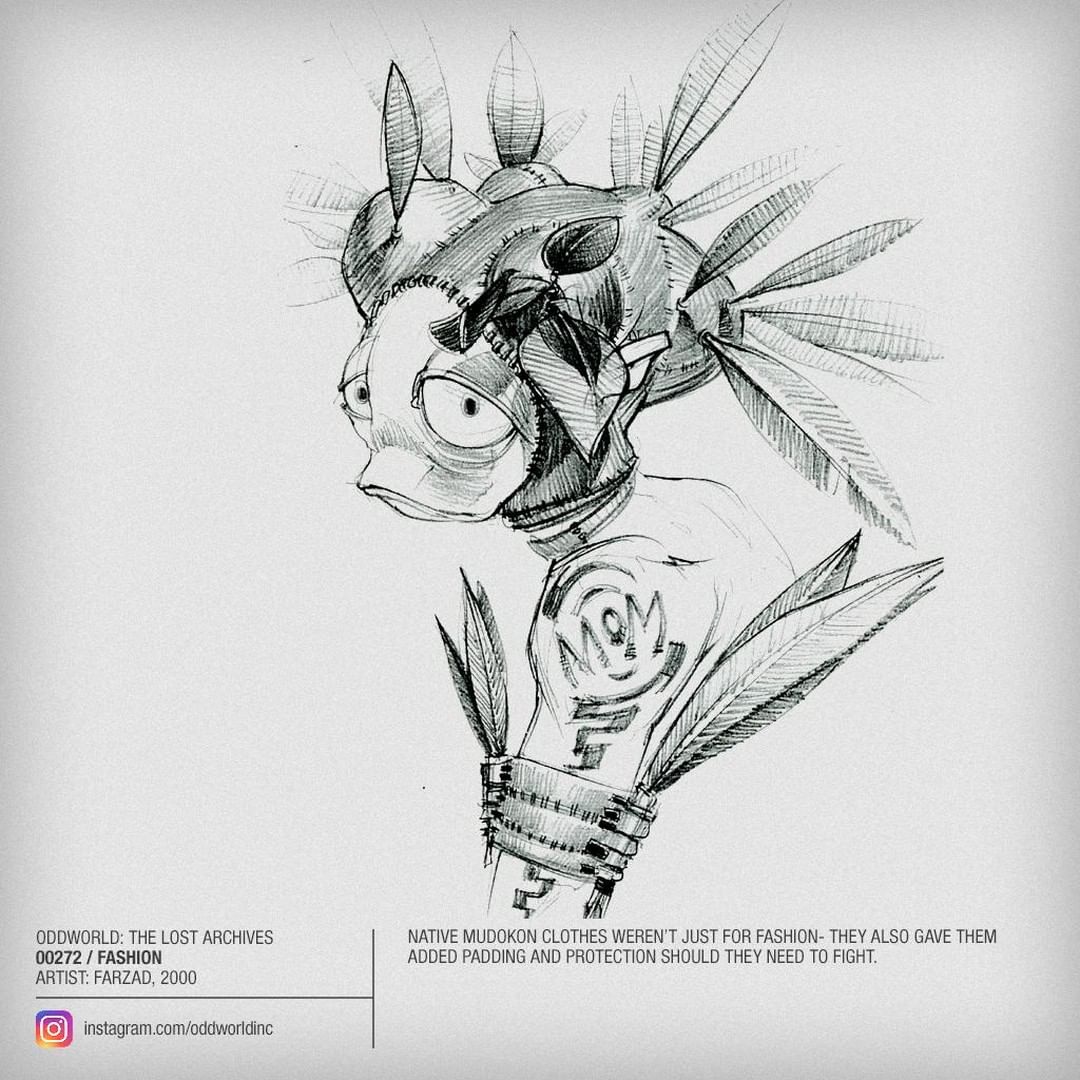 MOM
ODDWORLD: THE LOST ARCHIVES
00272 / FASHION
ARTIST: FARZAD, 2000
instagram.com/oddworldinc
NATIVE MUDOKON CLOTHES WEREN'T JUST FOR FASHION- THEY ALSO GAVE THEM
ADDED PADDING AND PROTECTION SHOULD THEY NEED TO FIGHT.